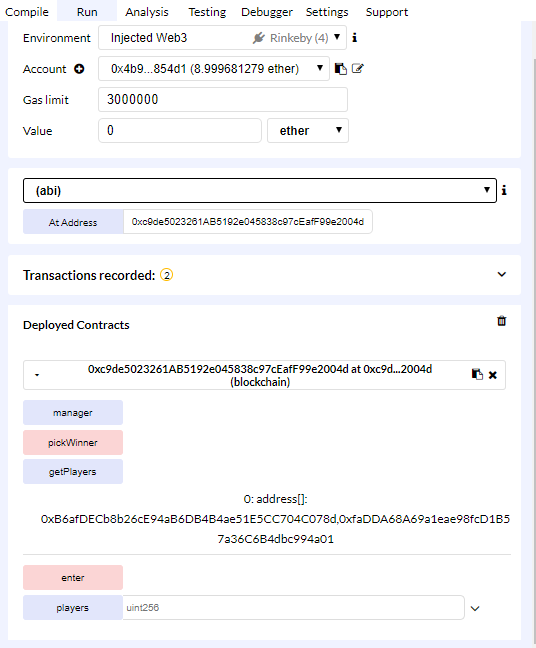 Compile Run Analysis Testing Debugger Settings Support
Environment Injected Web3 Rinkeby (4)
Account 0x4b9...854d1 (8.999681279 ether)
Gas limit 3000000
Value 0 ether
(abi)
At Address 0xc9de5023261AB5192e045838c97cEafF99e2004d
Transactions recorded: 2
Deployed Contracts
0xc9de5023261AB5192e045838c97cEafF99e2004d at 0xc9d...2004d
(blockchain)
manager
pickWinner
getPlayers
0: address[]:
0xB6afDECb8b26cE94aB6DB4B4ae51E5CC704C078d,0xfaDDA68A69a1eae98fcD1B5
7a36C6B4dbc994a01
enter
players uint256